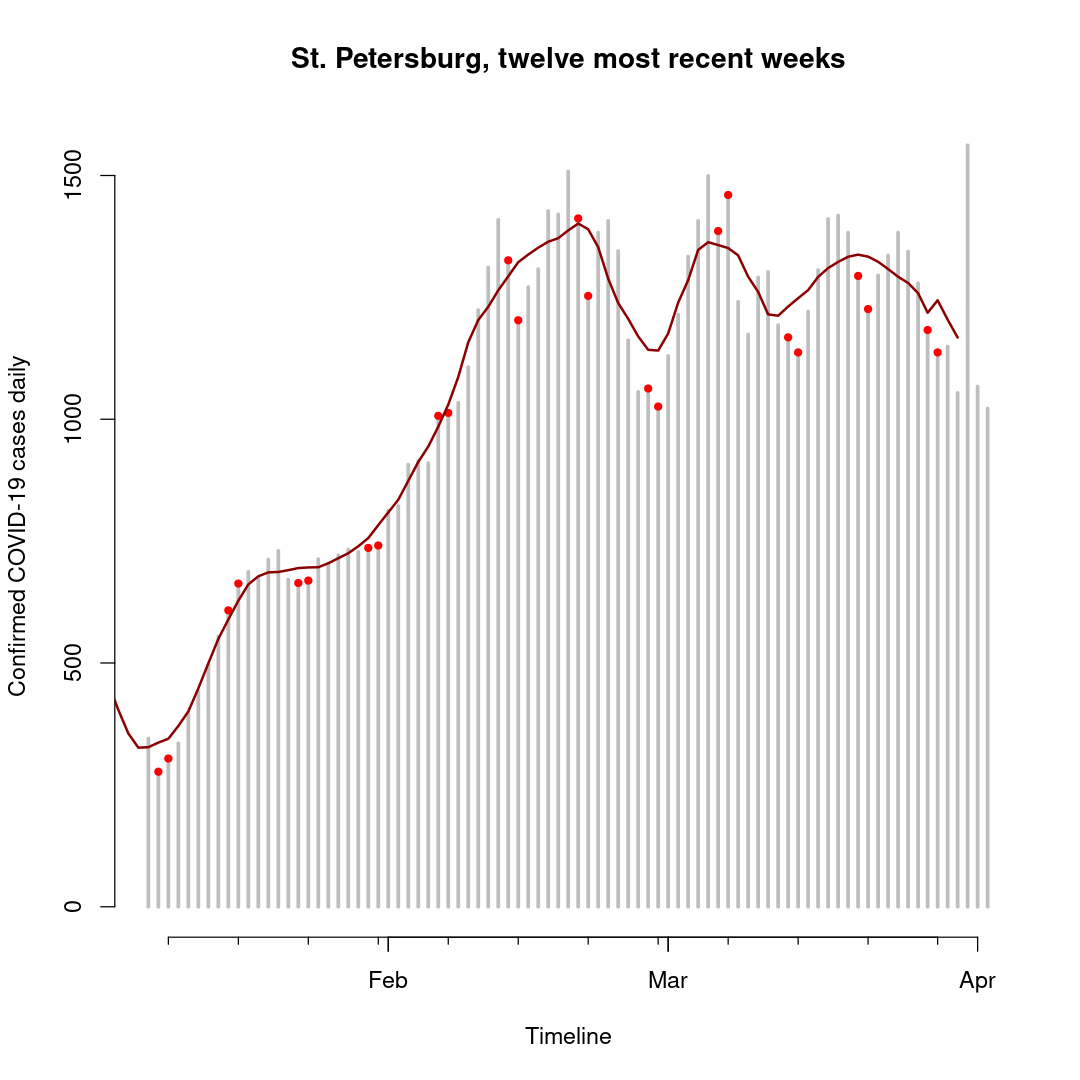 St. Petersburg, twelve most recent weeks
Confirmed COVID-19 cases daily
1500
1000
500
0
Feb Mar Apr
Timeline